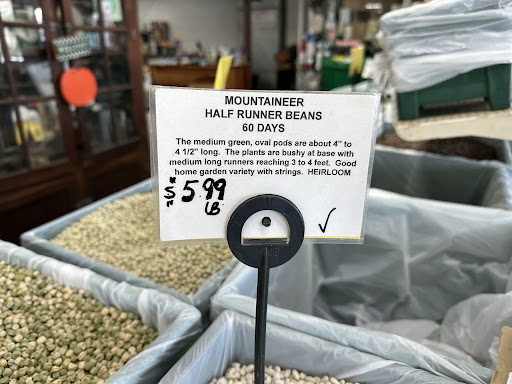 MOUNTAINEER
HALF RUNNER BEANS
60 DAYS
The medium green, oval pods are about 4" to
4 1/2" long. The plants are bushy at base with
medium long runners reaching 3 to 4 feet. Good
home garden variety with strings. HEIRLOOM
$5.99
LB